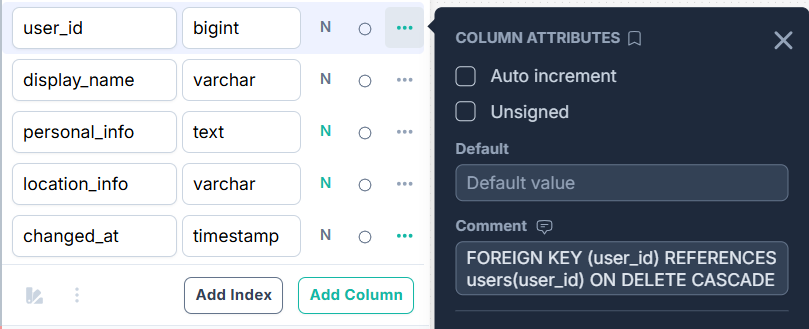 user_id bigint N
COLUMN ATTRIBUTES
display_name varchar N
Auto increment
Unsigned
personal_info text N
Default
Default value
location_info varchar N
Comment
changed_at timestamp N
FOREIGN KEY (user_id) REFERENCES
users(user_id) ON DELETE CASCADE
Add Index Add Column